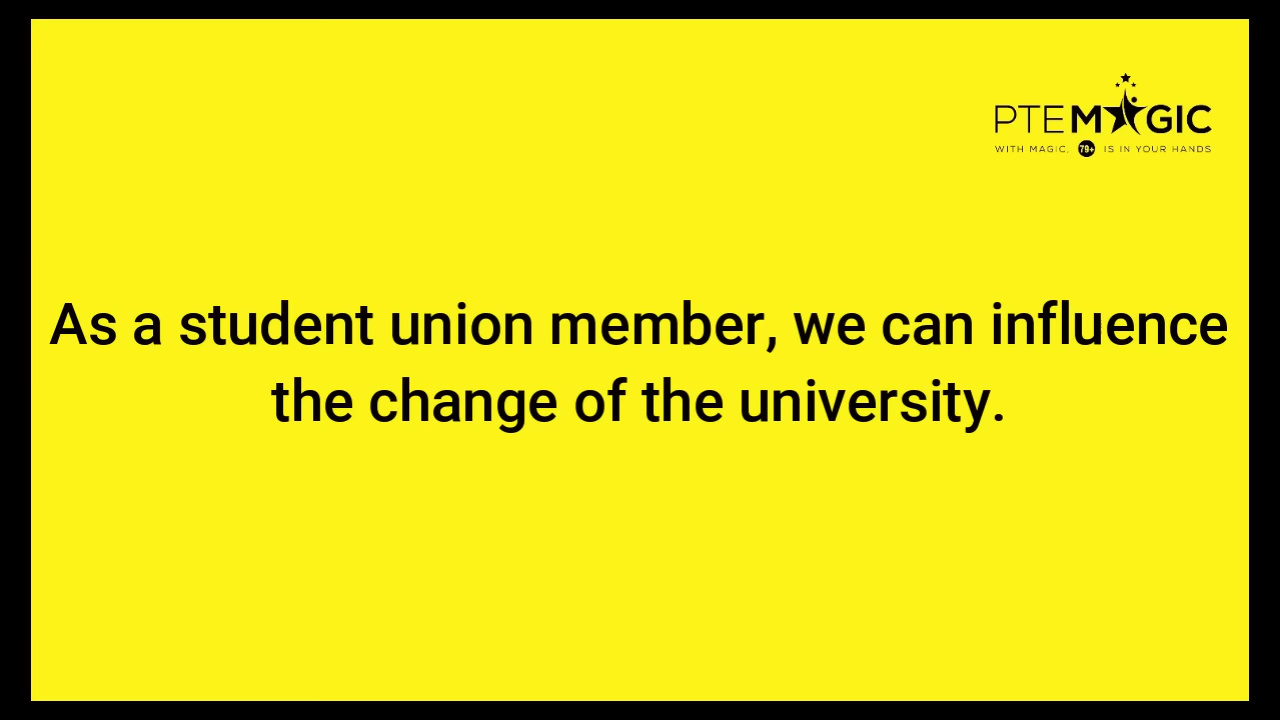 PTEMAGIC
WITH MAGIC, 79+ IS IN YOUR HANDS
As a student union member, we can influence
the change of the university.